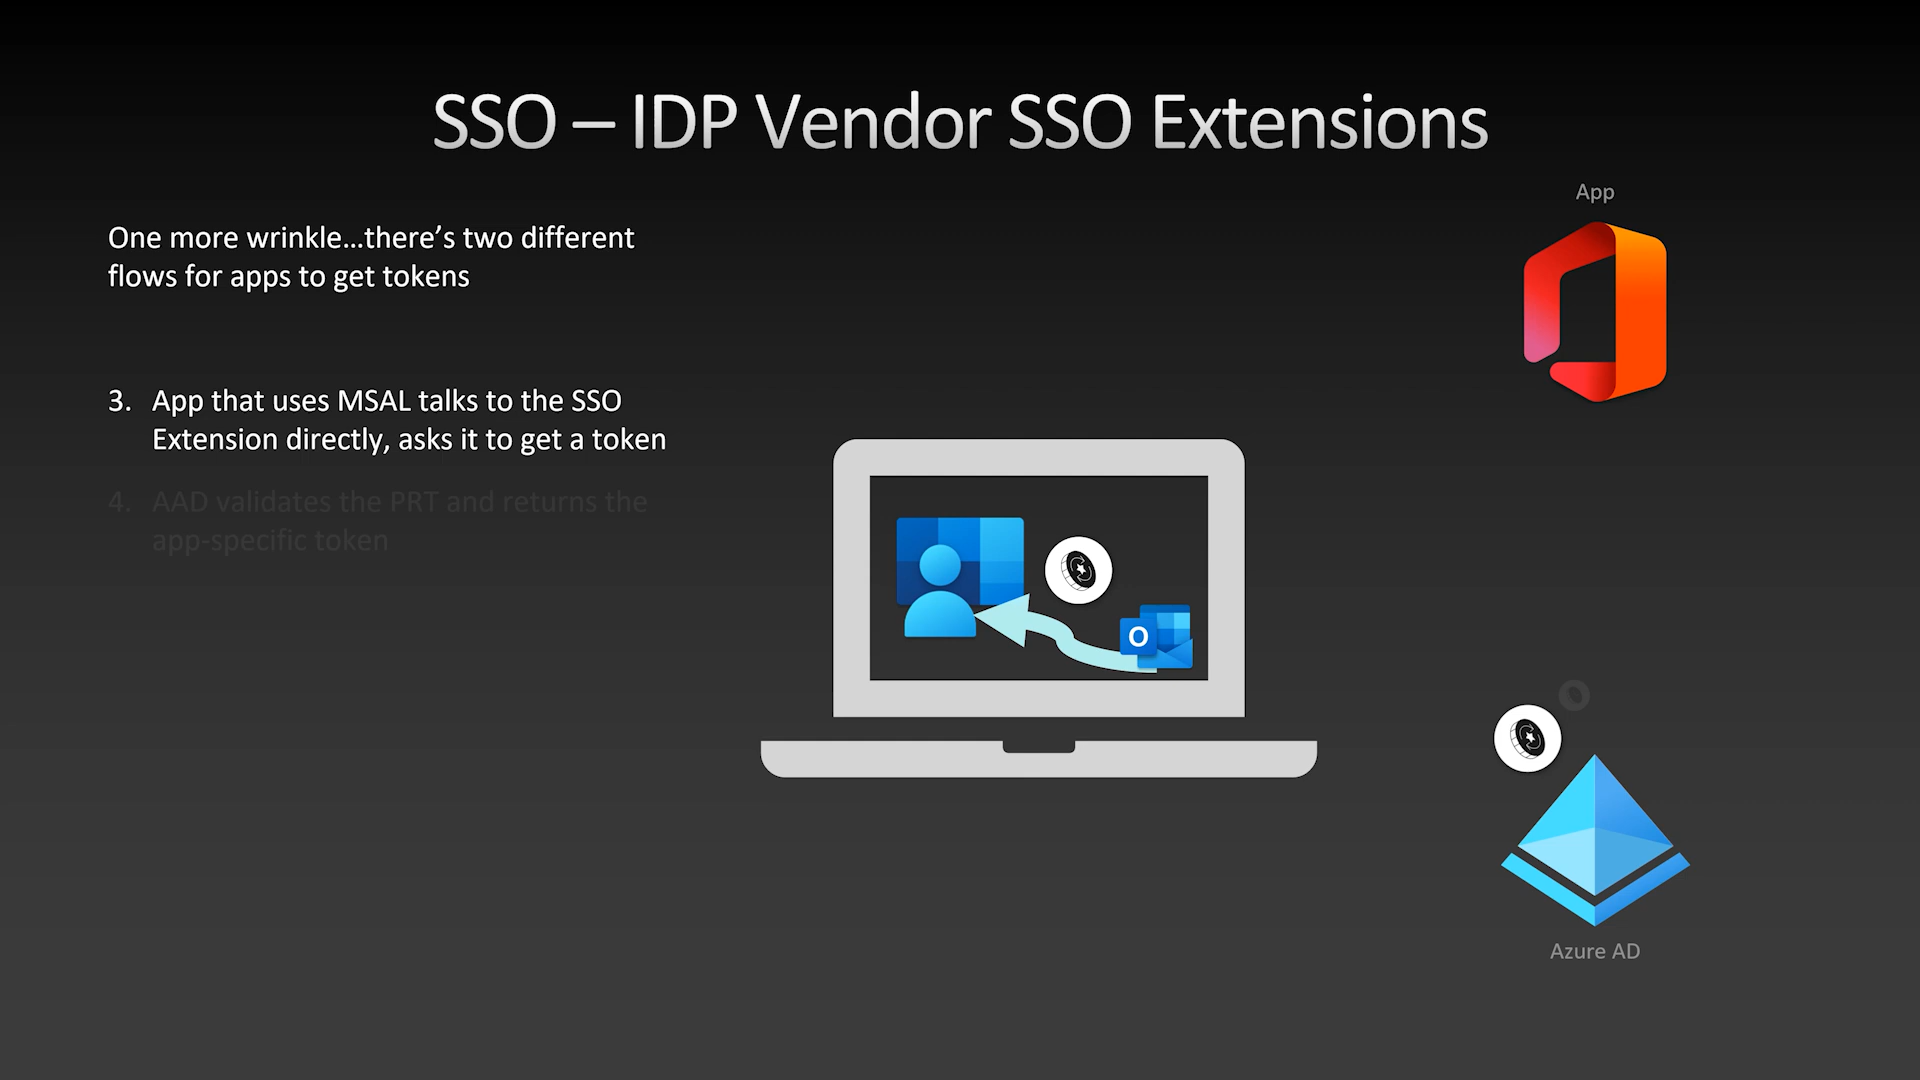 SSO – IDP Vendor SSO Extensions
App
One more wrinkle…there’s two different
flows for apps to get tokens
3. App that uses MSAL talks to the SSO
Extension directly, asks it to get a token
4. AAD validates the PRT and returns the
app-specific token
O
Azure AD